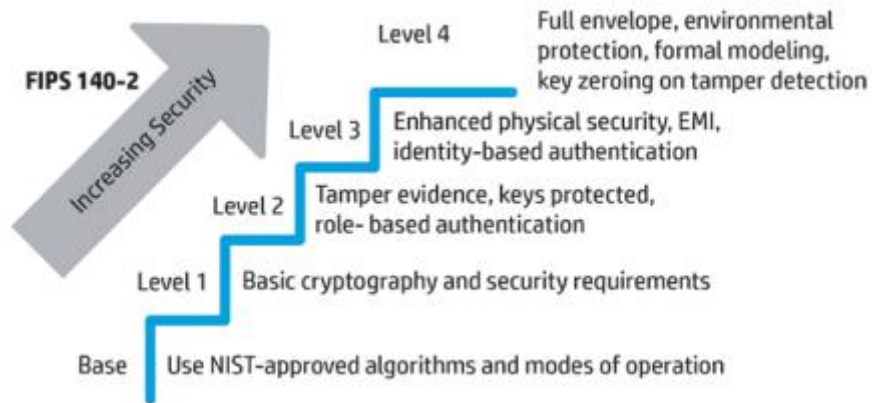 Level 4
Full envelope, environmental
protection, formal modeling,
key zeroing on tamper detection
FIPS 140-2
Increasing Security
Level 3
Enhanced physical security, EMI,
identity-based authentication
Level 2
Tamper evidence, keys protected,
role- based authentication
Level 1
Basic cryptography and security requirements
Base
Use NIST-approved algorithms and modes of operation